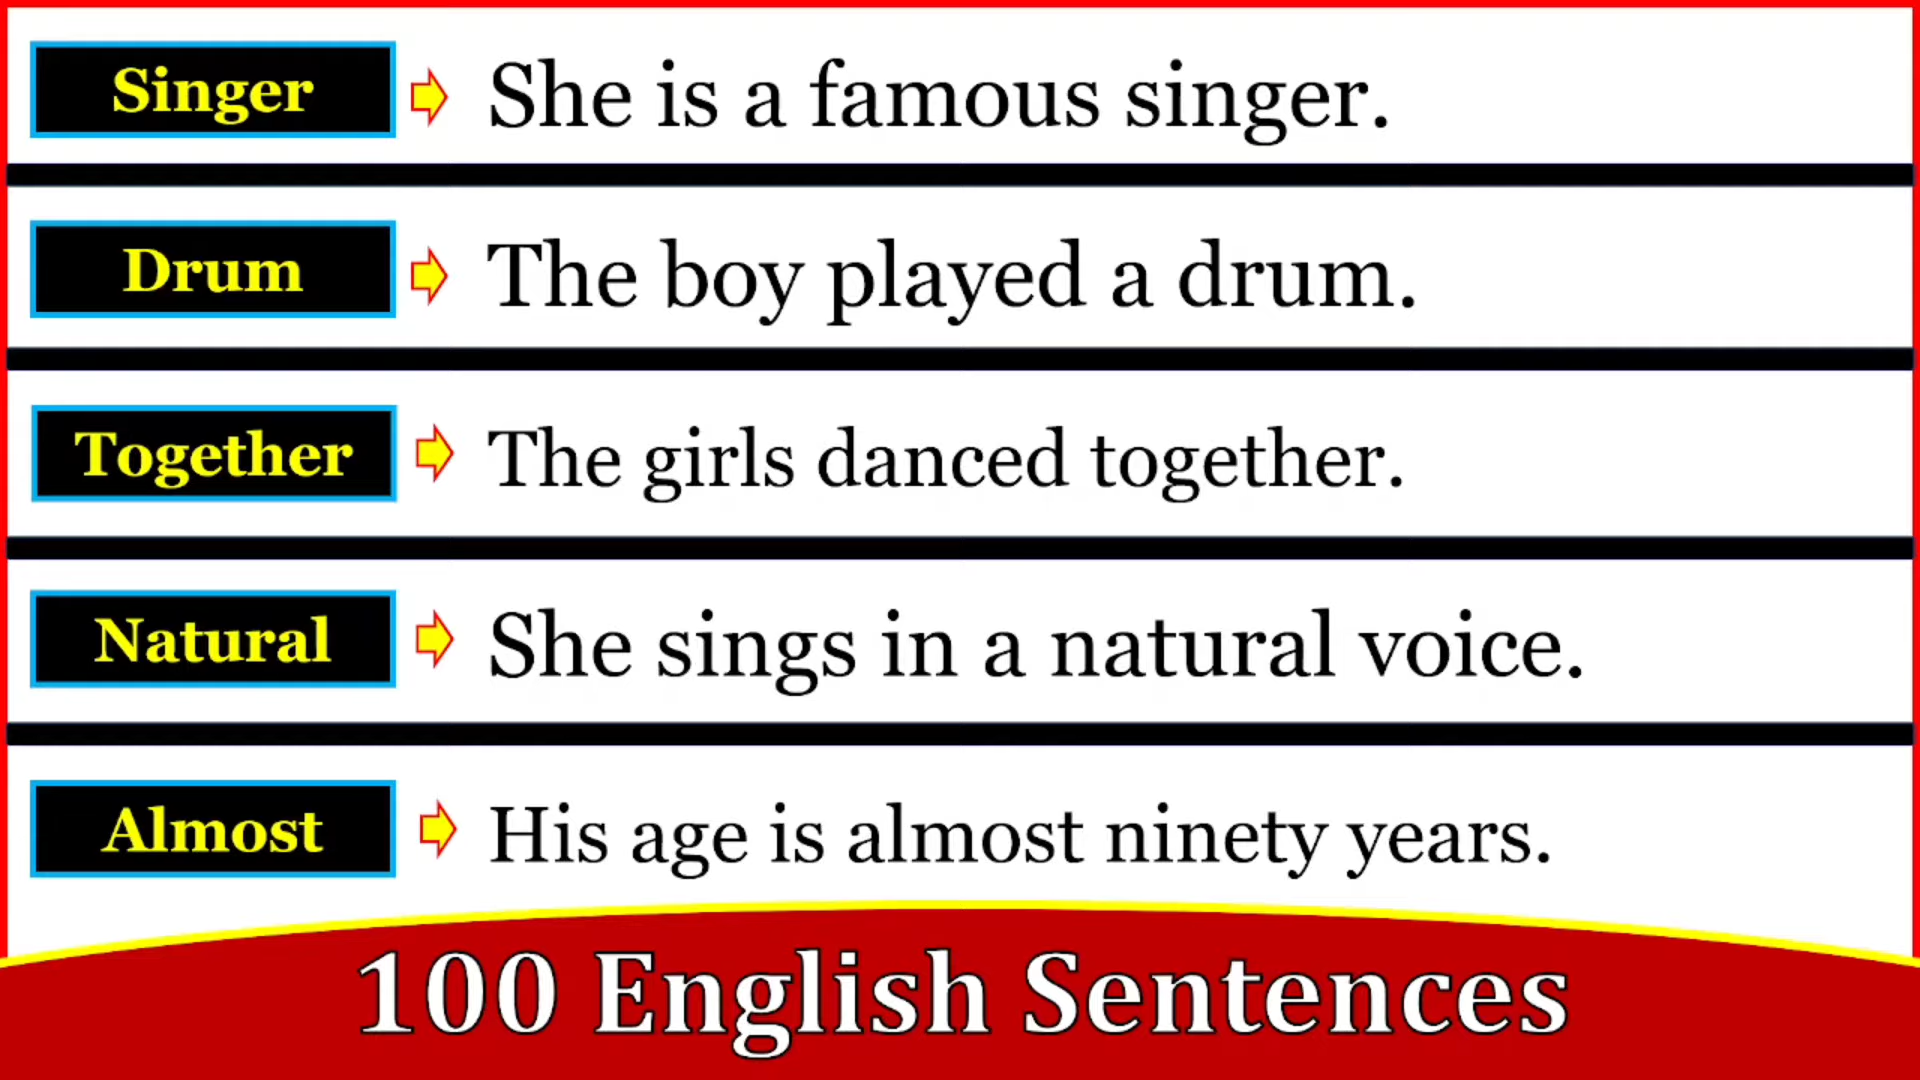 Singer She is a famous singer.
Drum The boy played a drum.
Together The girls danced together.
Natural She sings in a natural voice.
Almost His age is almost ninety years.
100 English Sentences